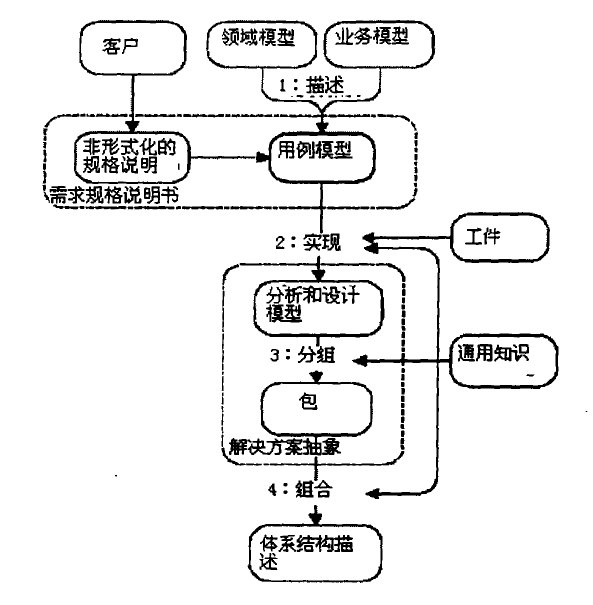 客户
领域模型
业务模型
1：描述
非形式化的
规格说明
用例模型
需求规格说明书
2：实现
工件
分析和设计
模型
3：分组
通用知识
包
解决方案抽象
4：组合
体系结构描
述